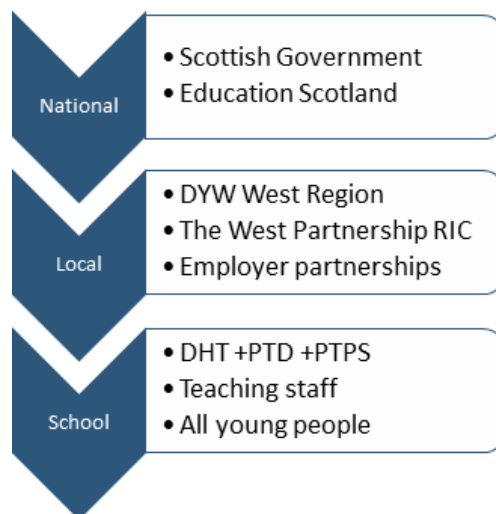 National
• Scottish Government
• Education Scotland
Local
• DYW West Region
• The West Partnership RIC
• Employer partnerships
School
• DHT +PTD +PTPS
• Teaching staff
• All young people